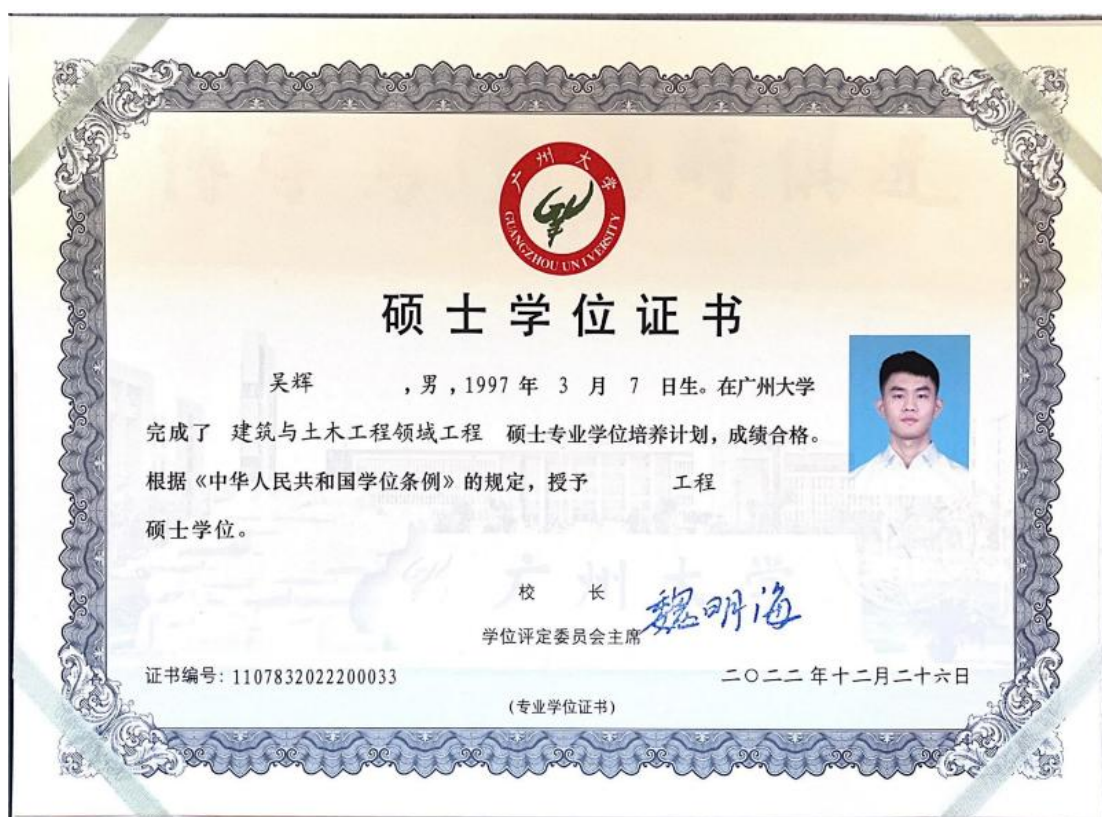 广州大学
GUANGZHOU UNIVERSITY
硕士学位证书
吴辉 ,男,1997 年 3 月 7 日生。在广州大学
完成了 建筑与土木工程领域工程 硕士专业学位培养计划,成绩合格。
根据《中华人民共和国学位条例》的规定,授予 工程
硕士学位。
广州大学
校 长 魏明海
学位评定委员会主席
证书编号:1107832022200033
二〇二二年十二月二十六日
(专业学位证书)